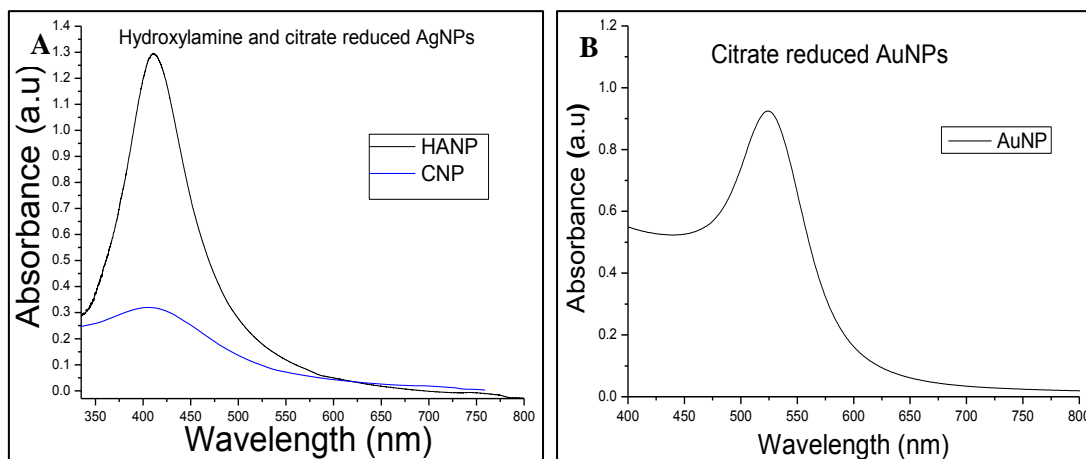 A
Hydroxylamine and citrate reduced AgNPs
1.4
1.3
1.2
1.1
1.0
0.9
0.8
0.7
0.6
0.5
0.4
0.3
0.2
0.1
0.0
Absorbance (a.u)
HANP
CNP
350 400 450 500 550 600 650 700 750 800
Wavelength (nm)
B
Citrate reduced AuNPs
1.2
1.0
0.8
0.6
0.4
0.2
0.0
Absorbance (a.u)
AuNP
400 450 500 550 600 650 700 750 800
Wavelength (nm)